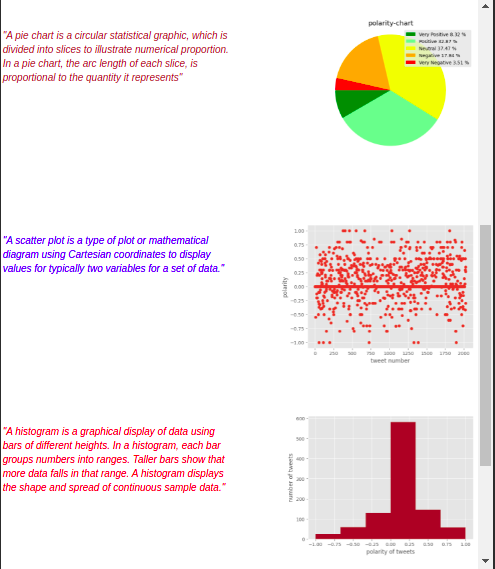 "A pie chart is a circular statistical graphic, which is
divided into slices to illustrate numerical proportion.
In a pie chart, the arc length of each slice, is
proportional to the quantity it represents"
polarity-chart
Very Positive 8.32 %
Positive
Neutral
Negative
Very Negative 3.51 %
"A scatter plot is a type of plot or mathematical
diagram using Cartesian coordinates to display
values for typically two variables for a set of data."
1.00
0.75
0.50
0.25
0.00
−0.25
−0.50
−0.75
−1.00
polarity
0 250 500 750 1000 1250 1500 1750 2000
tweet number
"A histogram is a graphical display of data using
bars of different heights. In a histogram, each bar
groups numbers into ranges. Taller bars show that
more data falls in that range. A histogram displays
the shape and spread of continuous sample data."
600
500
400
300
200
100
0
number of tweets
−1.00 −0.75 −0.50 −0.25 0.00 0.25 0.50 0.75 1.00
polarity of tweets